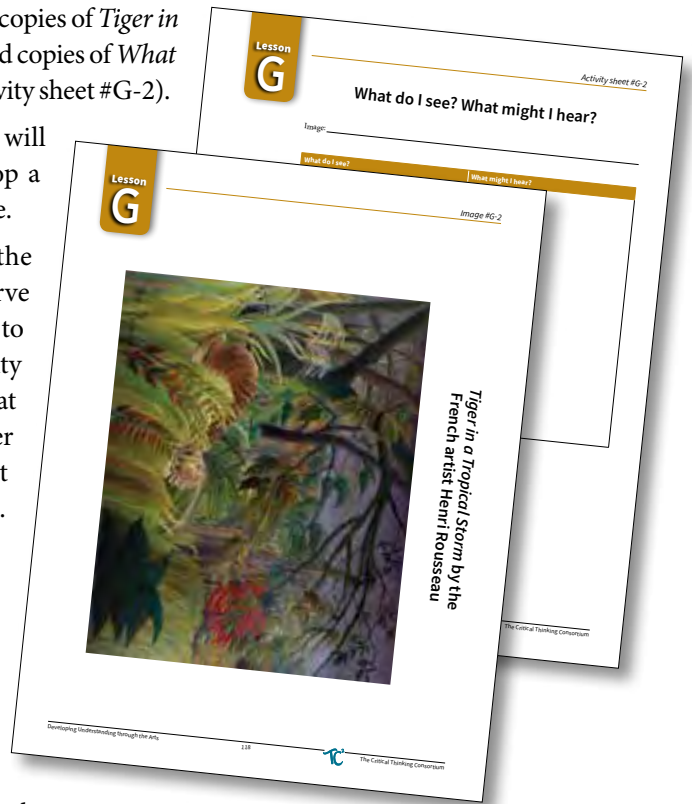 copies of Tiger in
d copies of What
vity sheet #G-2).
will
op a
e.
the
rve
to
ty
at
er
t
.
Lesson
G
Activity sheet #G-2
What do I see? What might I hear?
Image:
What do I see?
What might I hear?
The Critical Thinking Consortium
Lesson
G
Image #G-2
Tiger in a Tropical Storm by the
French artist Henri Rousseau
Developing Understanding through the Arts
118
TC²
The Critical Thinking Consortium